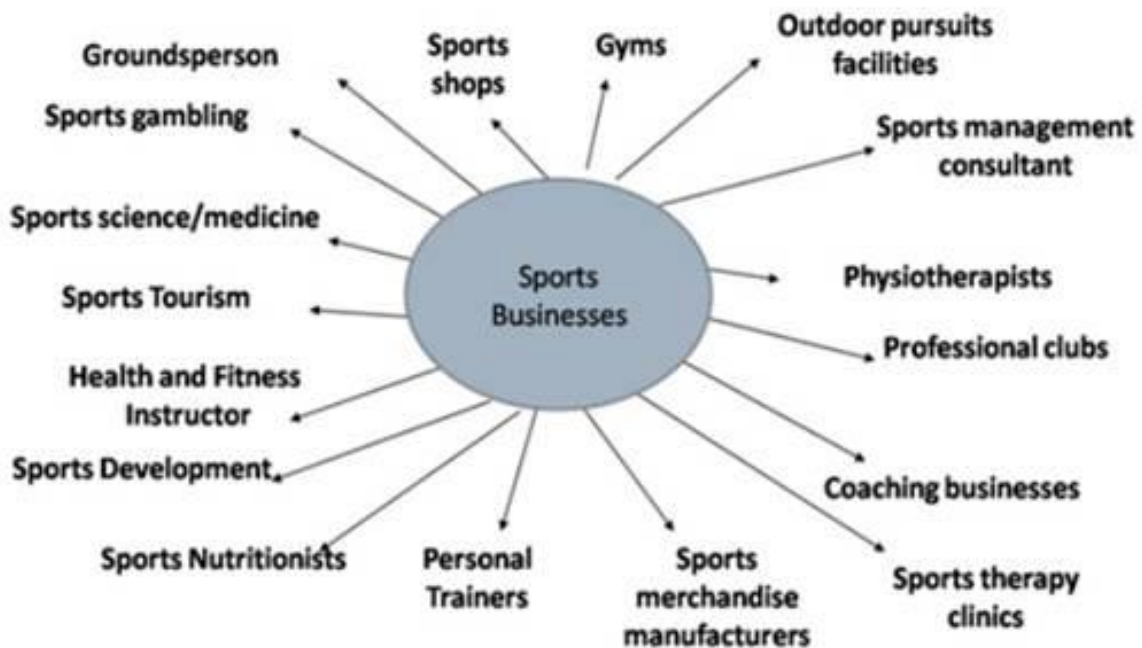 Groundsperson
Sports
shops
Gyms
Outdoor pursuits
facilities
Sports gambling
Sports management
consultant
Sports science/medicine
Sports
Businesses
Physiotherapists
Sports Tourism
Professional clubs
Health and Fitness
Instructor
Sports Development
Coaching businesses
Sports Nutritionists
Personal
Trainers
Sports
merchandise
manufacturers
Sports therapy
clinics